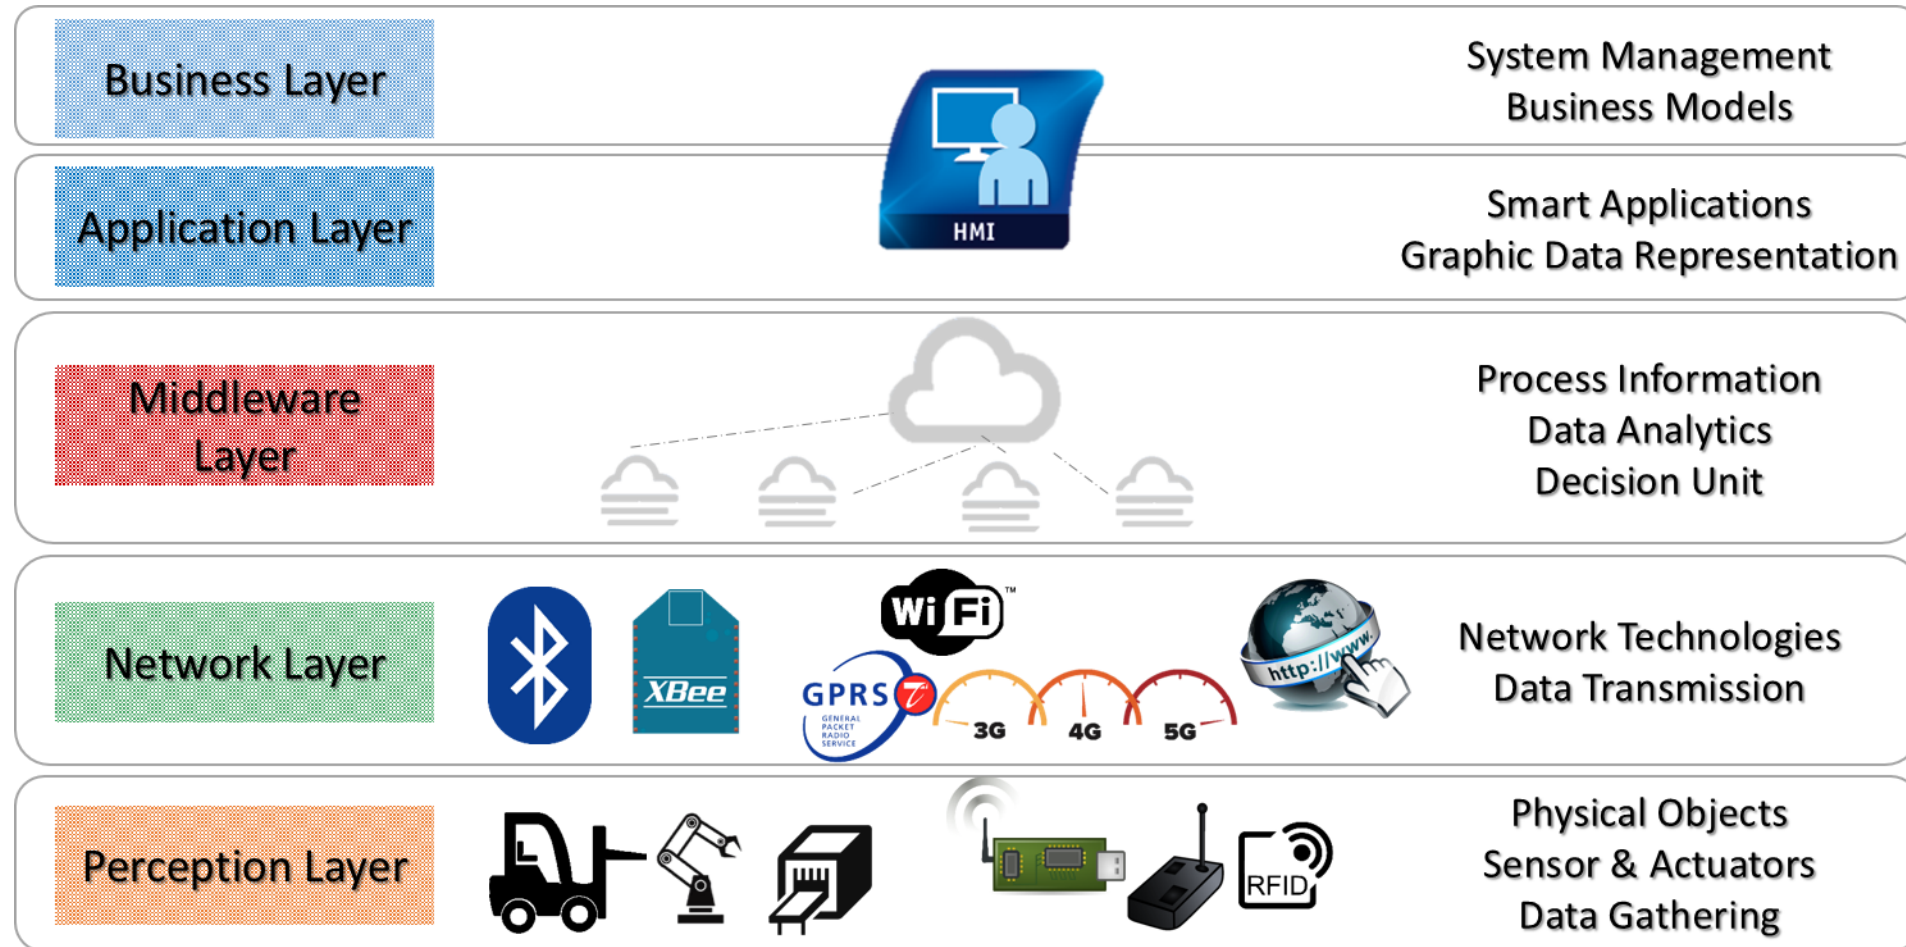 Business Layer
System Management
Business Models
HMI
Application Layer
Smart Applications
Graphic Data Representation
Middleware
Layer
Process Information
Data Analytics
Decision Unit
Network Layer
XBee
WiFi™
GPRS
GENERAL
PACKET
RADIO
SERVICE
3G
4G
5G
http://www.
Network Technologies
Data Transmission
Perception Layer
RFID
Physical Objects
Sensor & Actuators
Data Gathering